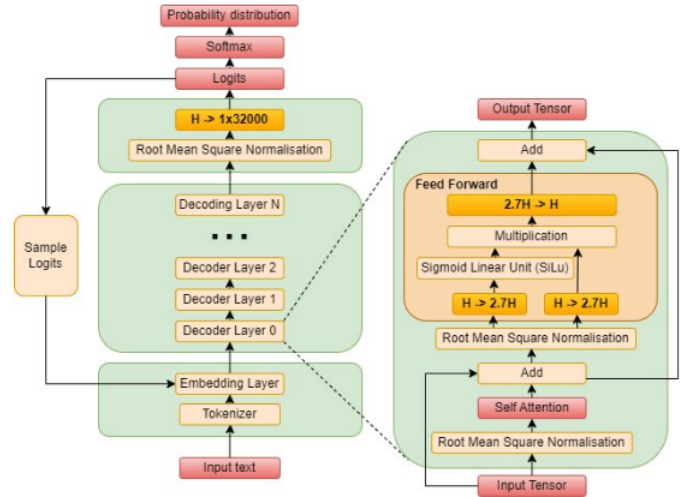 Probability distribution
Softmax
Logits
H -> 1x32000
Root Mean Square Normalisation
Decoding Layer N
...
Sample
Logits
Decoder Layer 2
Decoder Layer 1
Decoder Layer 0
Embedding Layer
Tokenizer
Input text
Output Tensor
Add
Feed Forward
2.7H -> H
Multiplication
Sigmoid Linear Unit (SiLu)
H -> 2.7H
H -> 2.7H
Root Mean Square Normalisation
Add
Self Attention
Root Mean Square Normalisation
Input Tensor